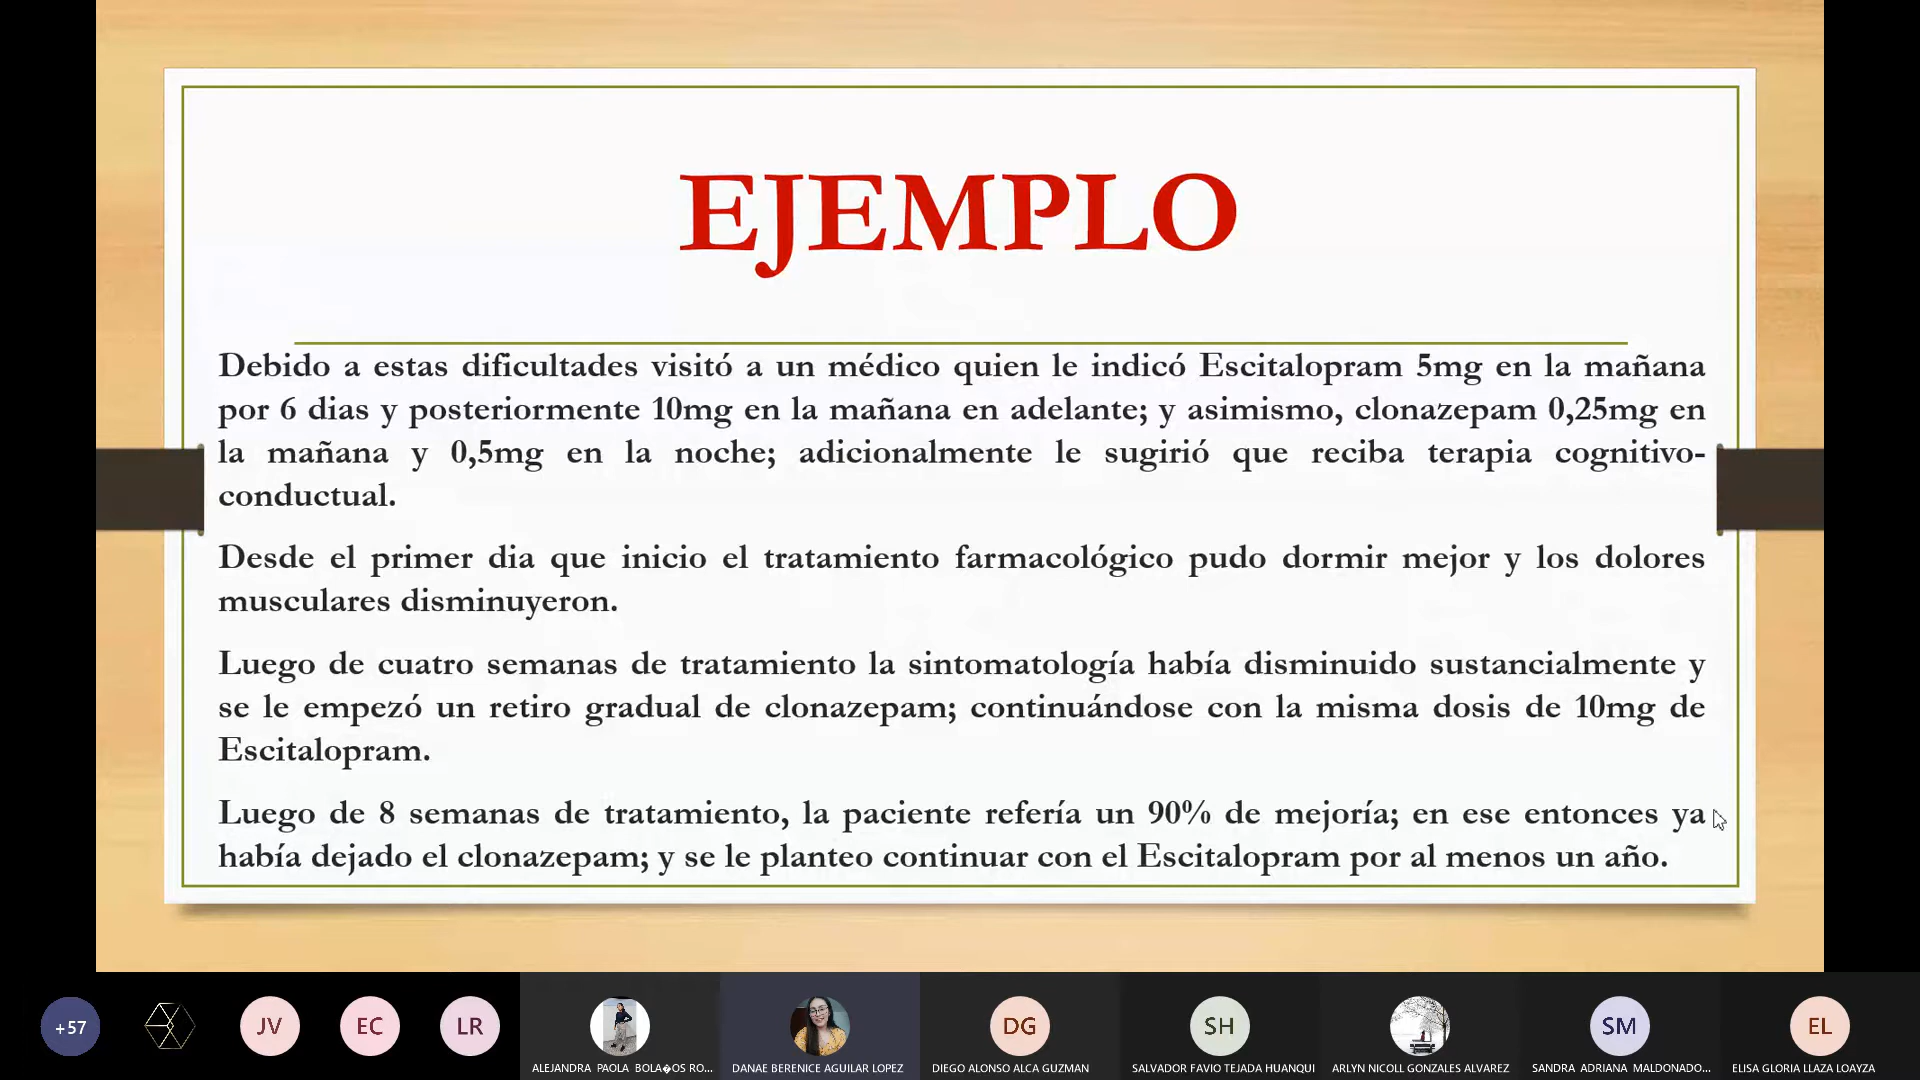 EJEMPLO
Debido a estas dificultades visitó a un médico quien le indicó Escitalopram 5mg en la mañana
por 6 dias y posteriormente 10mg en la mañana en adelante; y asimismo, clonazepam 0,25mg en
la mañana y 0,5mg en la noche; adicionalmente le sugirió que reciba terapia cognitivo-
conductual.
Desde el primer dia que inicio el tratamiento farmacológico pudo dormir mejor y los dolores
musculares disminuyeron.
Luego de cuatro semanas de tratamiento la sintomatología había disminuido sustancialmente y
se le empezó un retiro gradual de clonazepam; continuándose con la misma dosis de 10mg de
Escitalopram.
Luego de 8 semanas de tratamiento, la paciente refería un 90% de mejoría; en ese entonces ya
había dejado el clonazepam; y se le planteo continuar con el Escitalopram por al menos un año.
+57
JV
EC
LR
DG
SH
SM
EL
ALEJANDRA PAOLA BOLA�OS RO...
DANAE BERENICE AGUILAR LOPEZ
DIEGO ALONSO ALCA GUZMAN
SALVADOR FAVIO TEJADA HUANQUI
ARLYN NICOLL GONZALES ALVAREZ
SANDRA ADRIANA MALDONADO...
ELISA GLORIA LLAZA LOAYZA